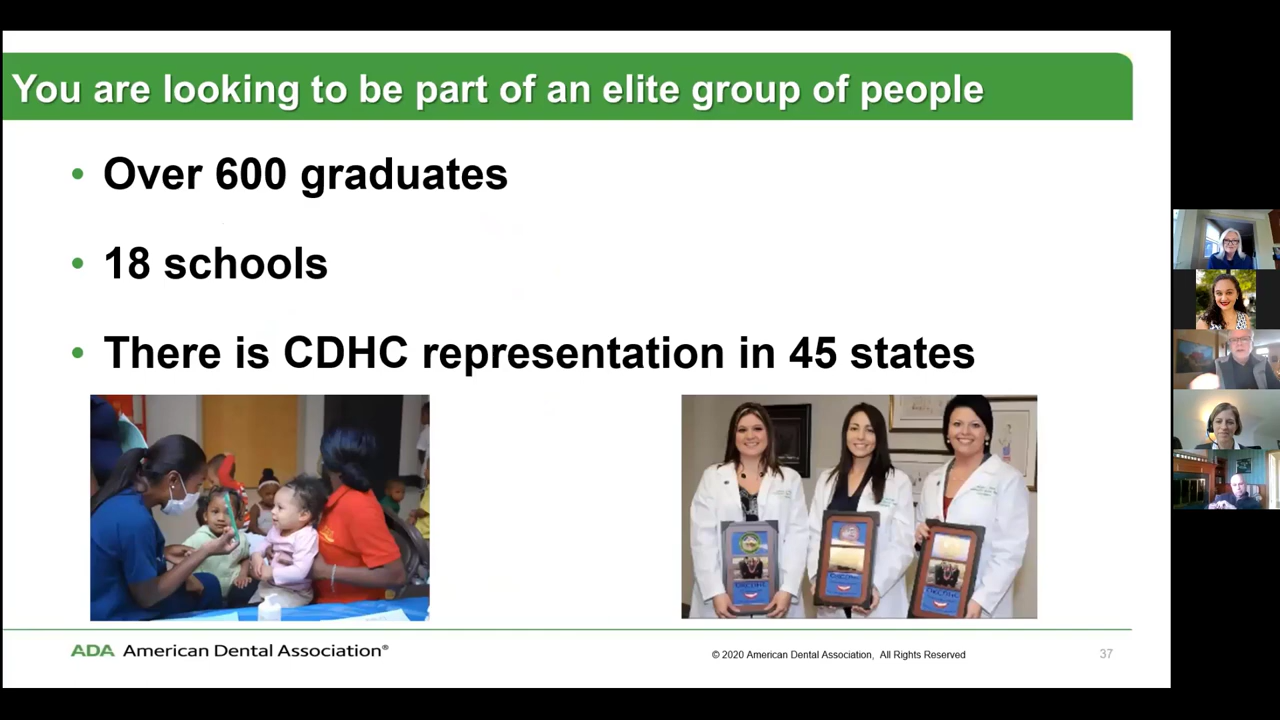 You are looking to be part of an elite group of people
• Over 600 graduates
• 18 schools
• There is CDHC representation in 45 states
ADA American Dental Association®
© 2020 American Dental Association, All Rights Reserved
37